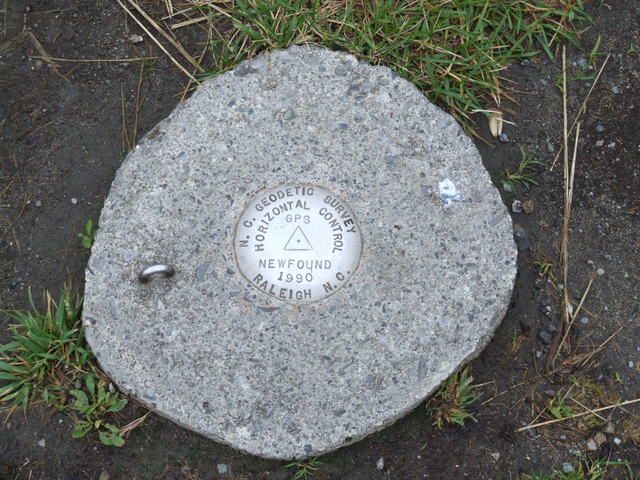 N. C. GEODETIC SURVEY
HORIZONTAL CONTROL
GPS
NEWFOUND
1990
RALEIGH N. C.